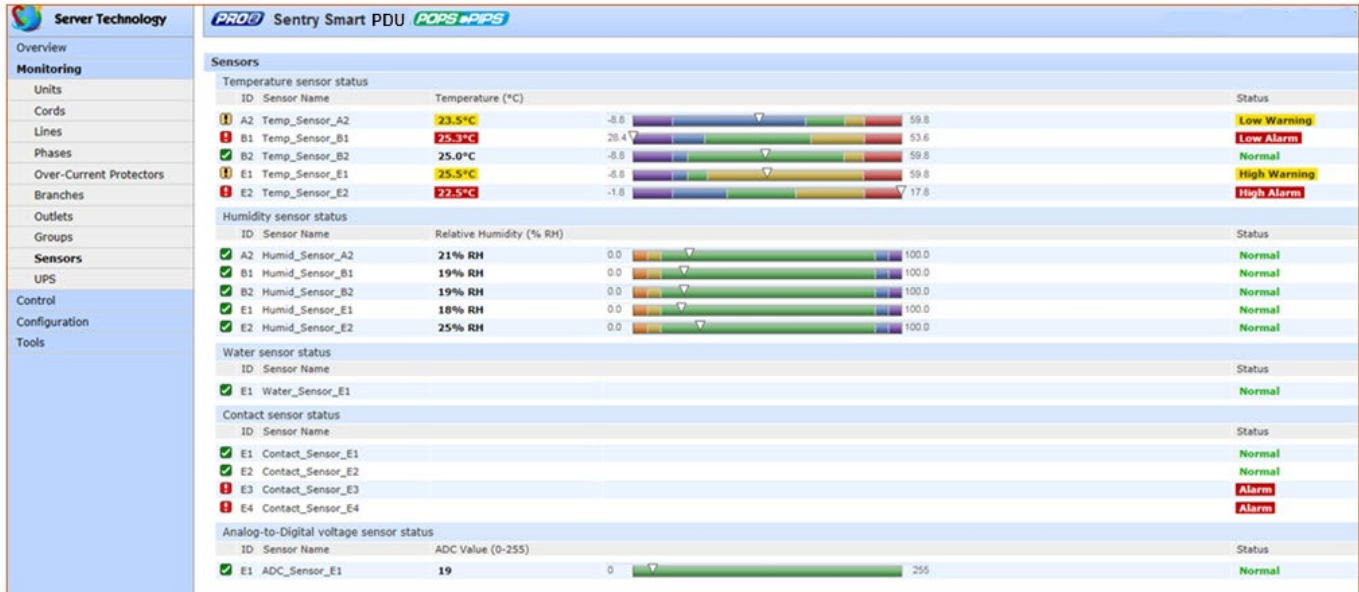 Server Technology
PRO2 Sentry Smart PDU POPS PIPS
Overview
Monitoring
Units
Cords
Lines
Phases
Over-Current Protectors
Branches
Outlets
Groups
Sensors
UPS
Control
Configuration
Tools
Sensors
Temperature sensor status
ID Sensor Name Temperature (°C) Status
A2 Temp_Sensor_A2 23.5°C -8.8 59.8 Low Warning
B1 Temp_Sensor_B1 25.3°C 28.4 53.6 Low Alarm
B2 Temp_Sensor_B2 25.0°C -8.8 59.8 Normal
E1 Temp_Sensor_E1 25.5°C -8.8 59.8 High Warning
E2 Temp_Sensor_E2 22.5°C -1.8 17.8 High Alarm
Humidity sensor status
ID Sensor Name Relative Humidity (% RH) Status
A2 Humid_Sensor_A2 21% RH 0.0 100.0 Normal
B1 Humid_Sensor_B1 19% RH 0.0 100.0 Normal
B2 Humid_Sensor_B2 19% RH 0.0 100.0 Normal
E1 Humid_Sensor_E1 18% RH 0.0 100.0 Normal
E2 Humid_Sensor_E2 25% RH 0.0 100.0 Normal
Water sensor status
ID Sensor Name Status
E1 Water_Sensor_E1 Normal
Contact sensor status
ID Sensor Name Status
E1 Contact_Sensor_E1 Normal
E2 Contact_Sensor_E2 Normal
E3 Contact_Sensor_E3 Alarm
E4 Contact_Sensor_E4 Alarm
Analog-to-Digital voltage sensor status
ID Sensor Name ADC Value (0-255) Status
E1 ADC_Sensor_E1 19 0 255 Normal